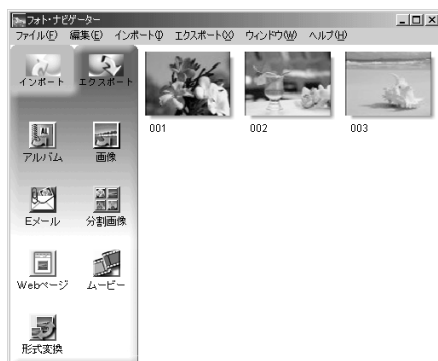 フォト・ナビゲーター
ファイル(F) 編集(E) インポート(I) エクスポート(X) ウィンドウ(W) ヘルプ(H)
インポート エクスポート
001 002 003
アルバム 画像
Eメール 分割画像
Webページ ムービー
形式変換